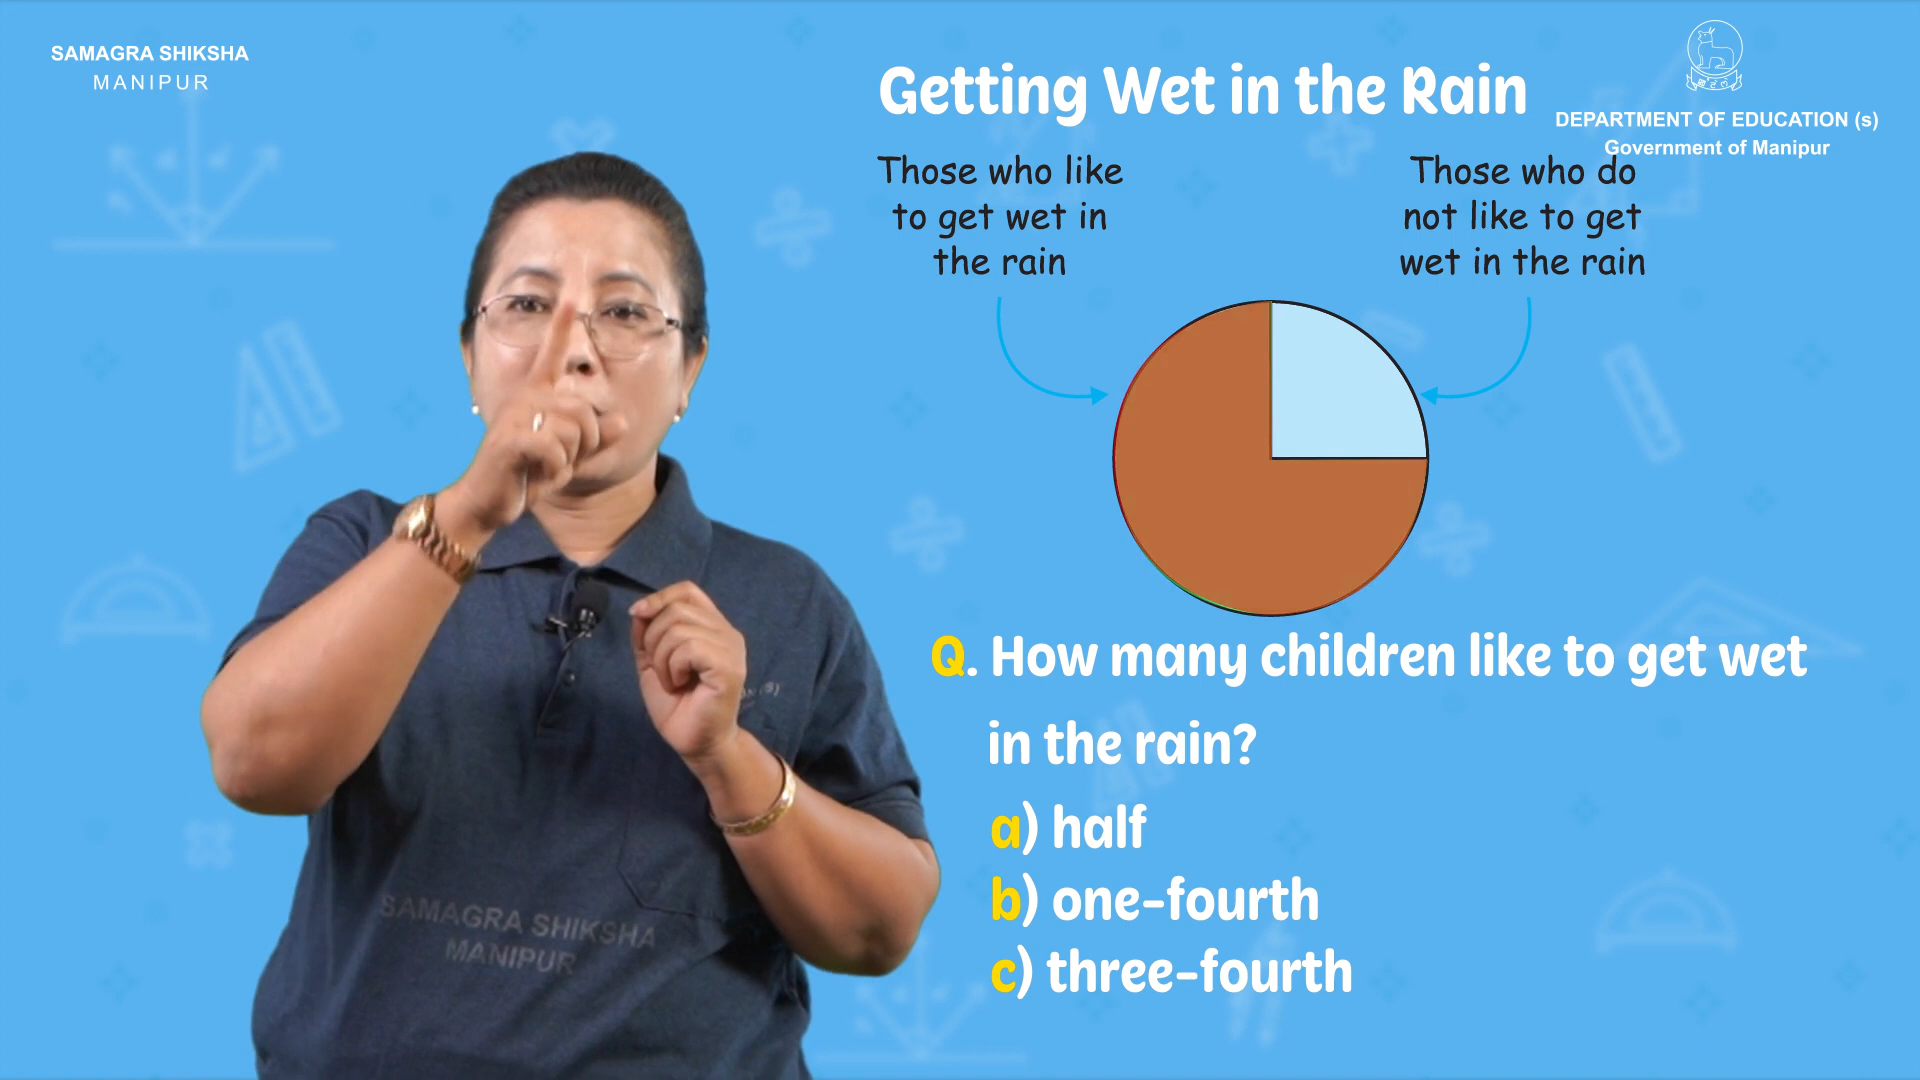 SAMAGRA SHIKSHA
MANIPUR
Getting Wet in the Rain
DEPARTMENT OF EDUCATION (s)
Government of Manipur
Those who like
to get wet in
the rain
Those who do
not like to get
wet in the rain
Q. How many children like to get wet
in the rain?
a) half
b) one-fourth
c) three-fourth
SAMAGRA SHIKSHA
MANIPUR